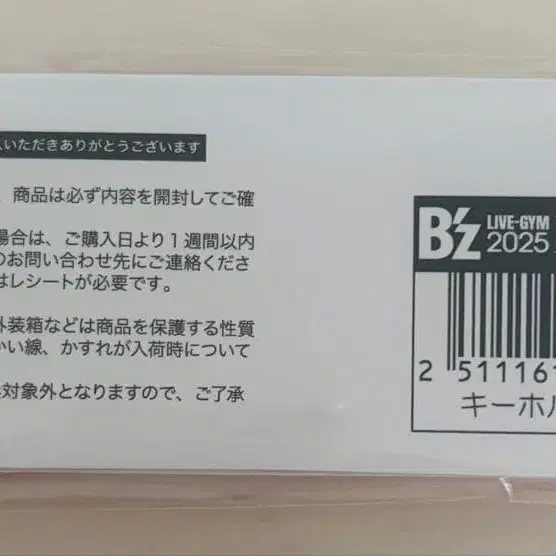 いただきありがとうございます
、商品は必ず内容を開封してご確
場合は、ご購入日より1週間以内
のお問い合わせ先にご連絡くださ
はレシートが必要です。
外装箱などは商品を保護する性質
かい線、かすれが入荷時について
対象外となりますので、ご了承
B'z LIVE-GYM
2025
2 511161
キーホル